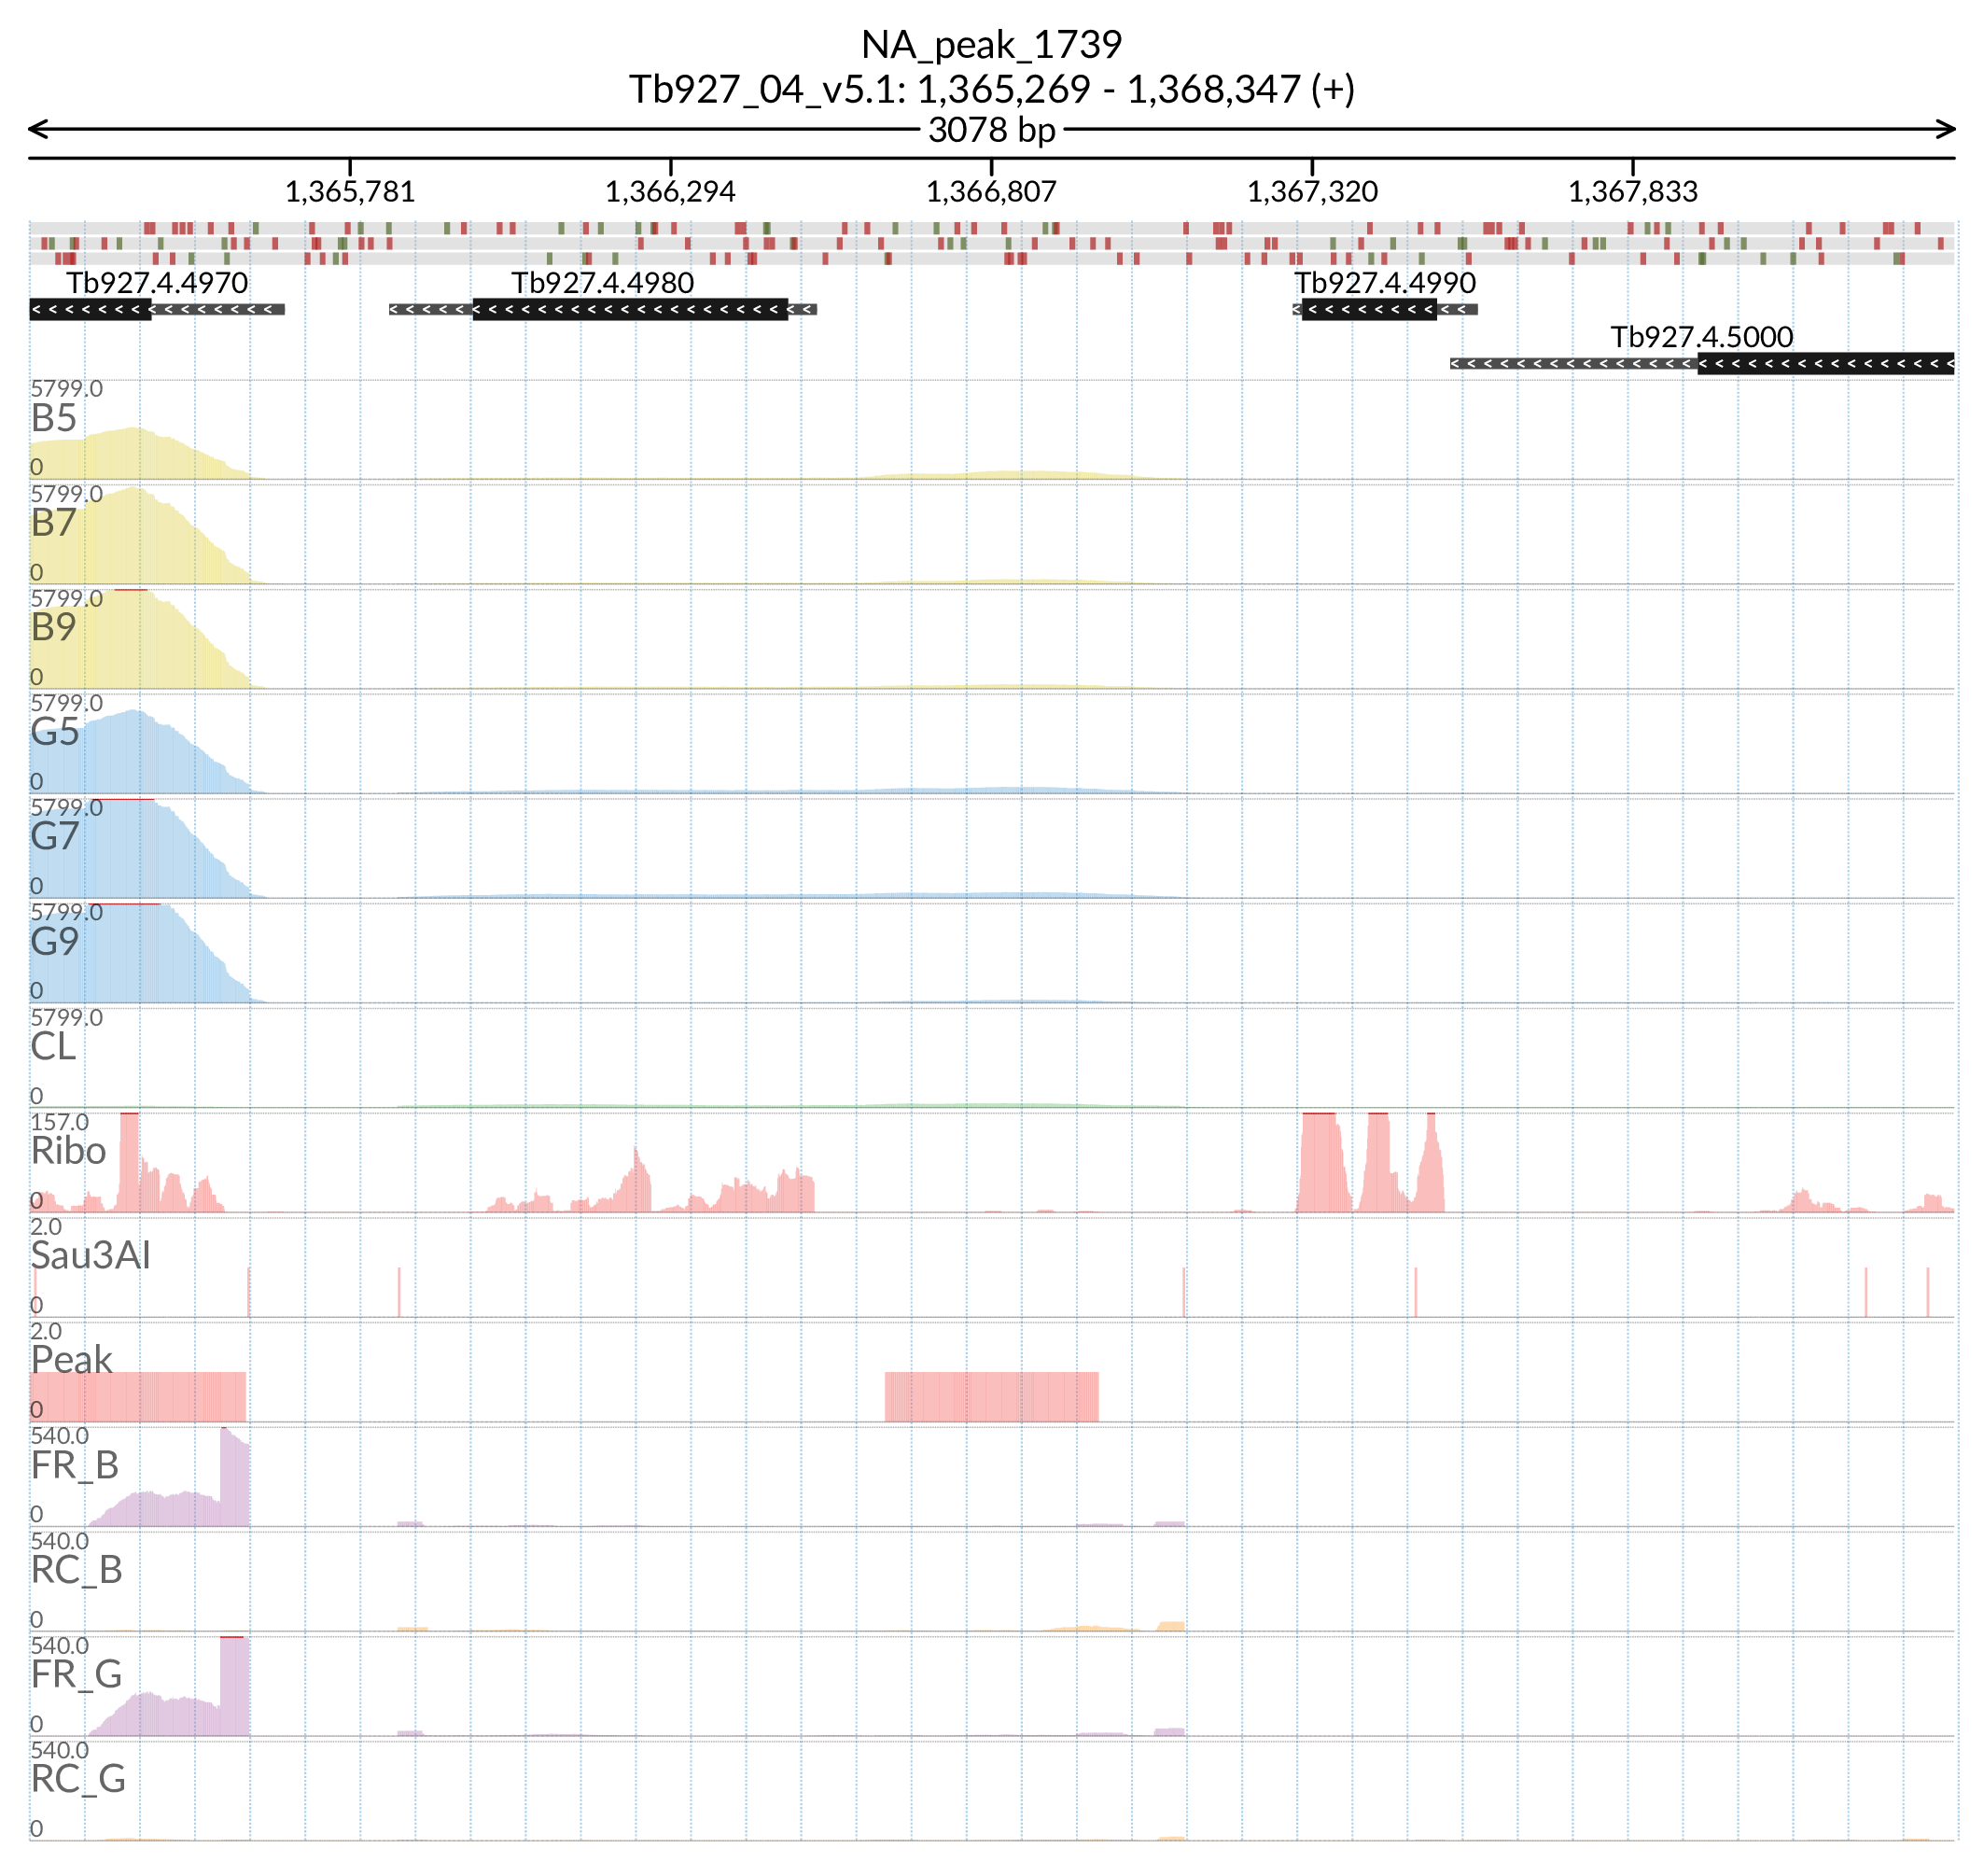 NA_peak_1739
Tb927_04_v5.1: 1,365,269 - 1,368,347 (+)
3078 bp
1,365,781 1,366,294 1,366,807 1,367,320 1,367,833
Tb927.4.4970 Tb927.4.4980 Tb927.4.4990
Tb927.4.5000
5799.0
B5
0
5799.0
B7
0
5799.0
B9
0
5799.0
G5
0
5799.0
G7
0
5799.0
G9
0
5799.0
CL
0
157.0
Ribo
0
2.0
Sau3AI
0
2.0
Peak
0
540.0
FR_B
0
540.0
RC_B
0
540.0
FR_G
0
540.0
RC_G
0